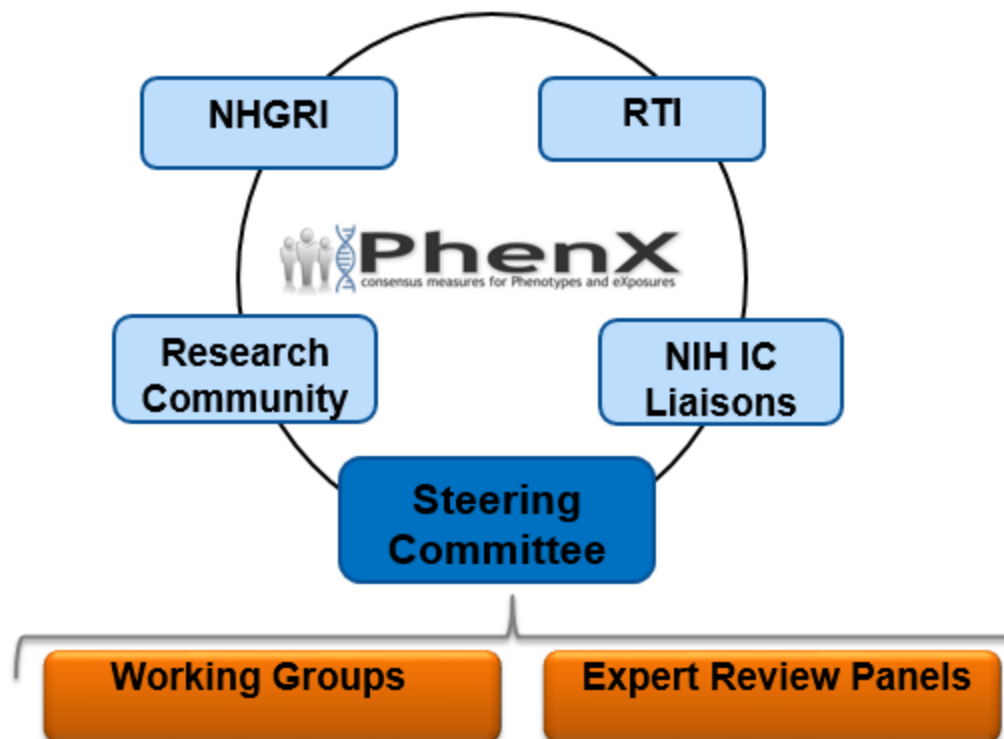 NHGRI
RTI
PhenX
consensus measures for Phenotypes and eXposures
Research
Community
NIH IC
Liaisons
Steering
Committee
Working Groups
Expert Review Panels